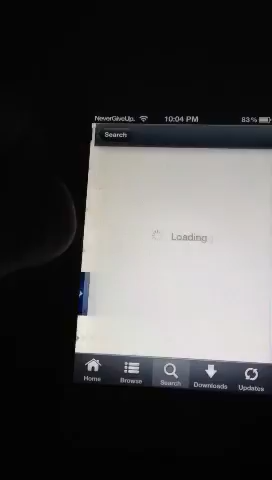 NeverGiveUp. 10:04 PM 83 %
Search
Loading
Home Browse Search Downloads Updates